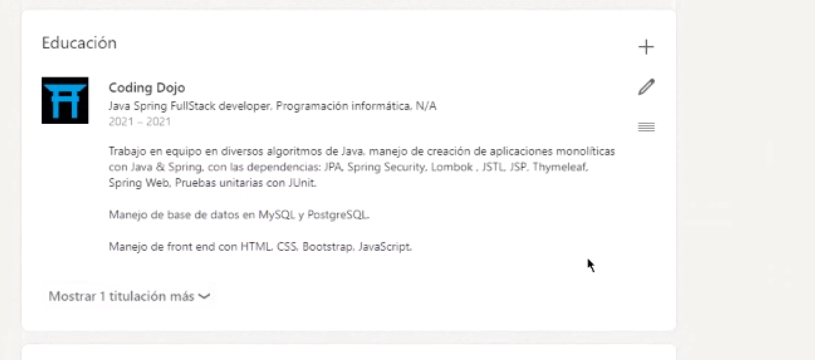 Educación
Coding Dojo
Java Spring FullStack developer, Programación informática, N/A
2021 – 2021
Trabajo en equipo en diversos algoritmos de Java, manejo de creación de aplicaciones monolíticas
con Java & Spring, con las dependencias: JPA, Spring Security, Lombok , JSTL, JSP, Thymeleaf,
Spring Web, Pruebas unitarias con JUnit.
Manejo de base de datos en MySQL y PostgreSQL.
Manejo de front end con HTML, CSS, Bootstrap, JavaScript.
Mostrar 1 titulación más